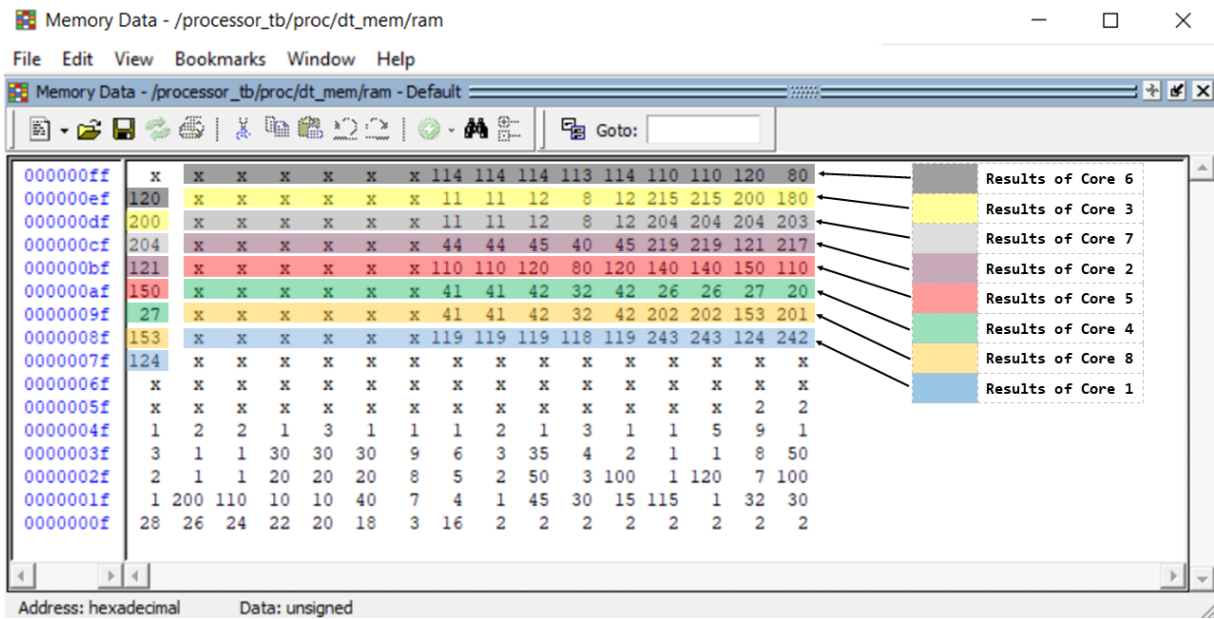 Memory Data - /processor_tb/proc/dt_mem/ram
File Edit View Bookmarks Window Help
Memory Data - /processor_tb/proc/dt_mem/ram - Default
Goto:
000000ff x x x x x x x 114 114 114 113 114 110 110 120 80
000000ef 120 x x x x x x 11 11 12 8 12 215 215 200 180
000000df 200 x x x x x x 11 11 12 8 12 204 204 204 203
000000cf 204 x x x x x x 44 44 45 40 45 219 219 121 217
000000bf 121 x x x x x x 110 110 120 80 120 140 140 150 110
000000af 150 x x x x x x 41 41 42 32 42 26 26 27 20
0000009f 27 x x x x x x 41 41 42 32 42 202 202 153 201
0000008f 153 x x x x x x 119 119 119 118 119 243 243 124 242
0000007f 124 x x x x x x x x x x x x x x x
0000006f x x x x x x x x x x x x x x x x
0000005f x x x x x x x x x x x x x x 2 2
0000004f 1 2 2 1 3 1 1 1 2 1 3 1 1 5 9 1
0000003f 3 1 1 30 30 30 9 6 3 35 4 2 1 1 8 50
0000002f 2 1 1 20 20 20 8 5 2 50 3 100 1 120 7 100
0000001f 1 200 110 10 10 40 7 4 1 45 30 15 115 1 32 30
0000000f 28 26 24 22 20 18 3 16 2 2 2 2 2 2 2 2
Results of Core 6
Results of Core 3
Results of Core 7
Results of Core 2
Results of Core 5
Results of Core 4
Results of Core 8
Results of Core 1
Address: hexadecimal Data: unsigned